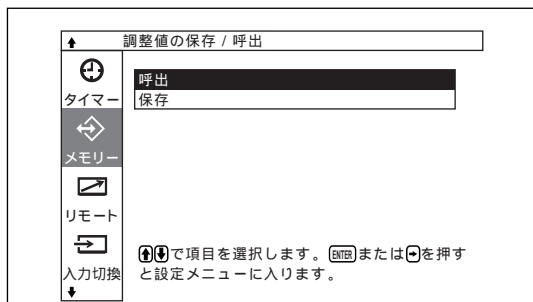 調整値の保存 / 呼出
タイマー
メモリー
リモート
入力切換
呼出
保存
で項目を選択します。ENTERまたは を押す
と設定メニューに入ります。